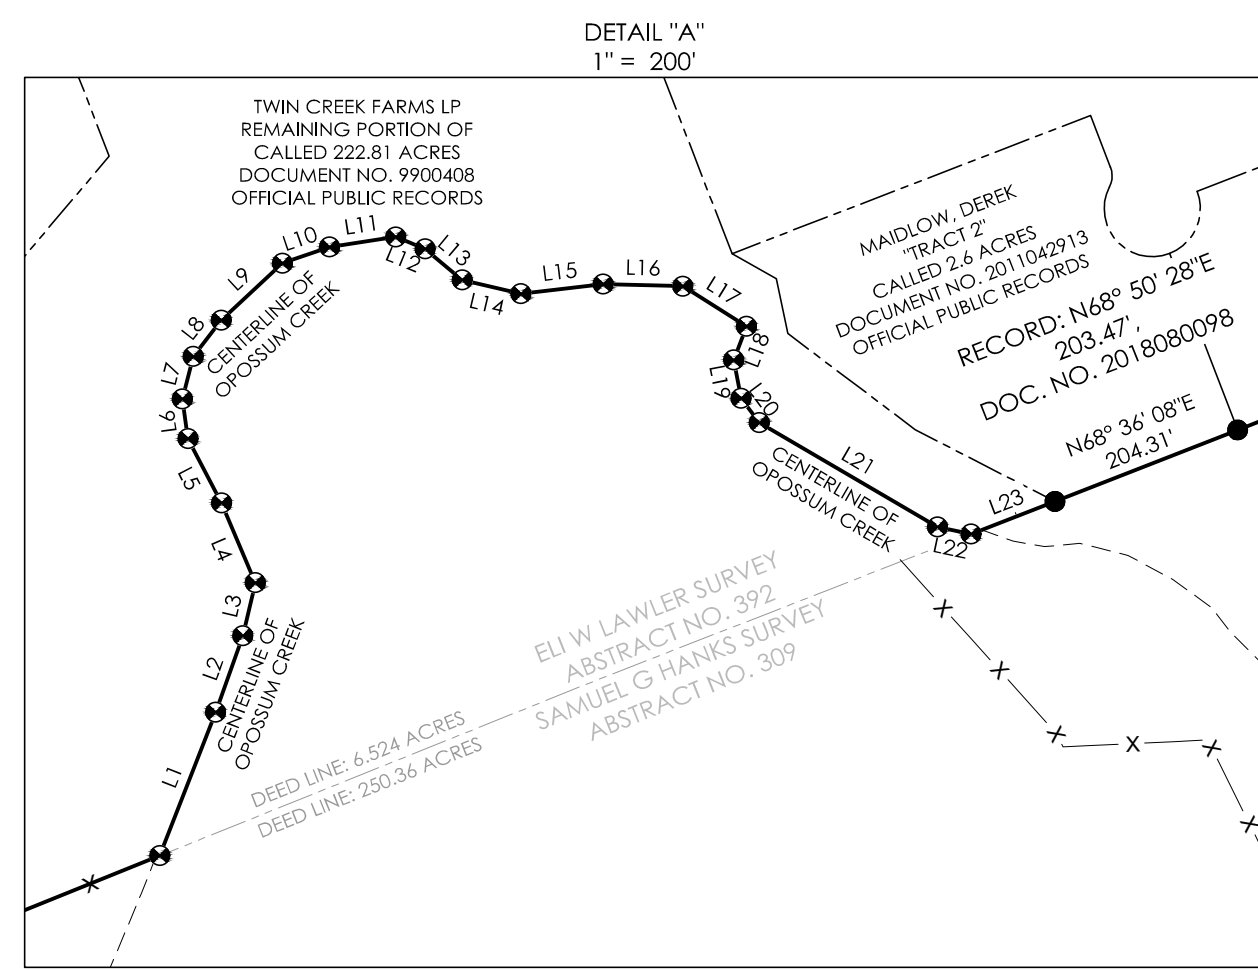 DETAIL "A"
1" = 200'
TWIN CREEK FARMS LP
REMAINING PORTION OF
CALLED 222.81 ACRES
DOCUMENT NO. 9900408
OFFICIAL PUBLIC RECORDS
MAIDLOW, DEREK
"TRACT 2"
CALLED 2.6 ACRES
DOCUMENT NO. 2011042913
OFFICIAL PUBLIC RECORDS
RECORD: N68° 50' 28"E
203.47',
DOC. NO. 2018080098
N68° 36' 08"E
204.31'
L1
L2
L3
L4
L5
L6
L7
L8
L9
L10
L11
L12
L13
L14
L15
L16
L17
L18
L19
L20
L21
L22
L23
CENTERLINE OF
OPOSSUM CREEK
CENTERLINE OF
OPOSSUM CREEK
CENTERLINE OF
OPOSSUM CREEK
ELI W LAWLER SURVEY
ABSTRACT NO. 392
SAMUEL G HANKS SURVEY
ABSTRACT NO. 309
DEED LINE: 6.524 ACRES
DEED LINE: 250.36 ACRES
X
X
X
X
X
X
X